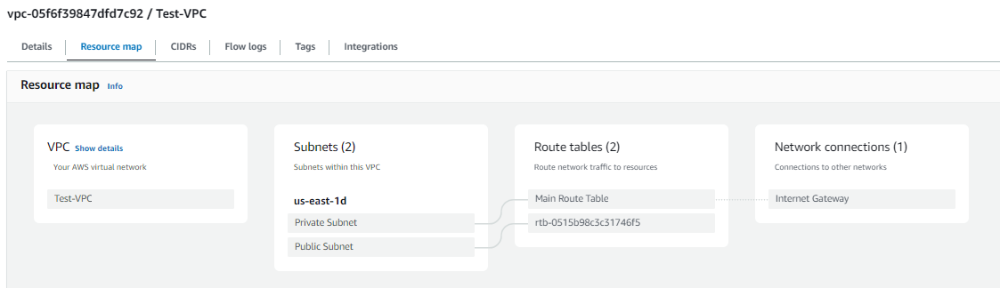 vpc-05f6f39847dfd7c92 / Test-VPC
Details
Resource map
CIDRs
Flow logs
Tags
Integrations
Resource map Info
VPC Show details
Your AWS virtual network
Test-VPC
Subnets (2)
Subnets within this VPC
us-east-1d
Private Subnet
Public Subnet
Route tables (2)
Route network traffic to resources
Main Route Table
rtb-0515b98c3c31746f5
Network connections (1)
Connections to other networks
Internet Gateway